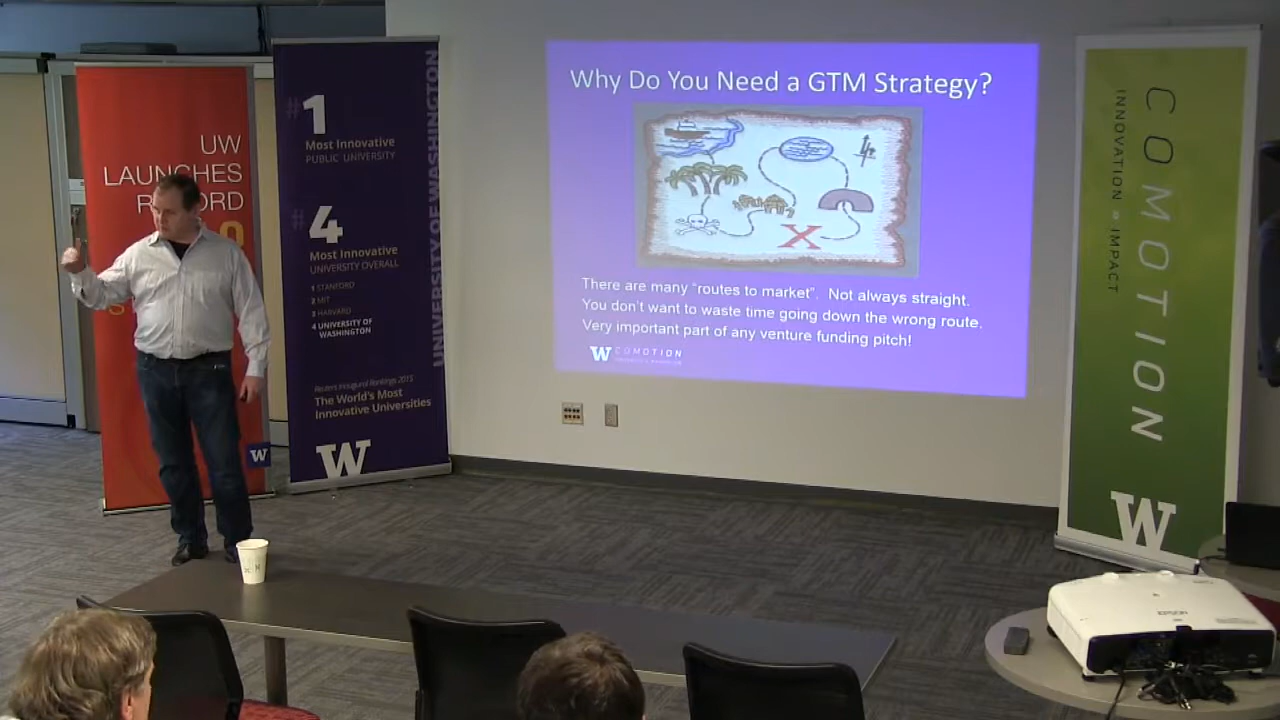 UW
LAUNCHES
#1
Most Innovative
PUBLIC UNIVERSITY
#4
Most Innovative
UNIVERSITY OVERALL
1 STANFORD
2 MIT
3 HARVARD
4 UNIVERSITY OF
WASHINGTON
Reuters Inaugural Rankings 2015
The World's Most
Innovative Universities
W
UNIVERSITY OF WASHINGTON
W
Why Do You Need a GTM Strategy?
X
There are many “routes to market”. Not always straight.
You don't want to waste time going down the wrong route.
Very important part of any venture funding pitch!
W COMOTION
COMOTION
INNOVATION IMPACT
W
EPSON